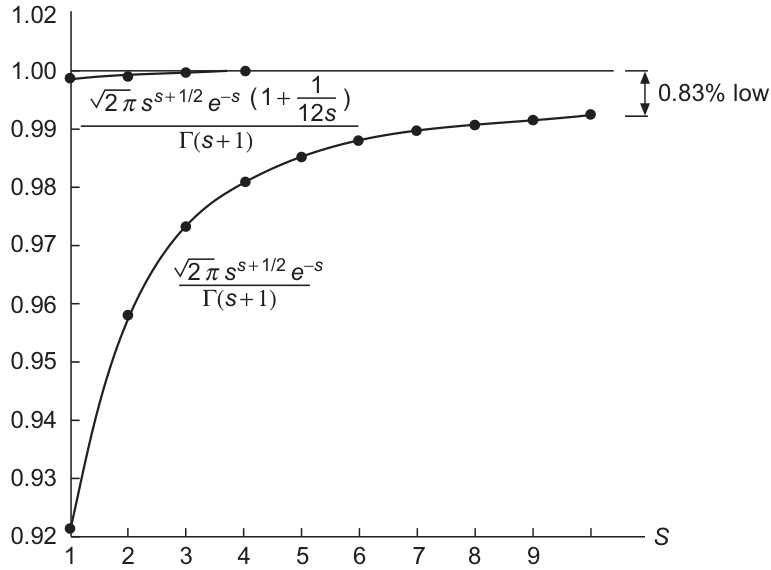 1.02
1.00
0.99
0.98
0.97
0.96
0.95
0.94
0.93
0.92
√2π s^{s+1/2} e^{−s} (1 + 1/12s)
Γ(s+1)
0.83% low
√2π s^{s+1/2} e^{−s}
Γ(s+1)
1 2 3 4 5 6 7 8 9
S